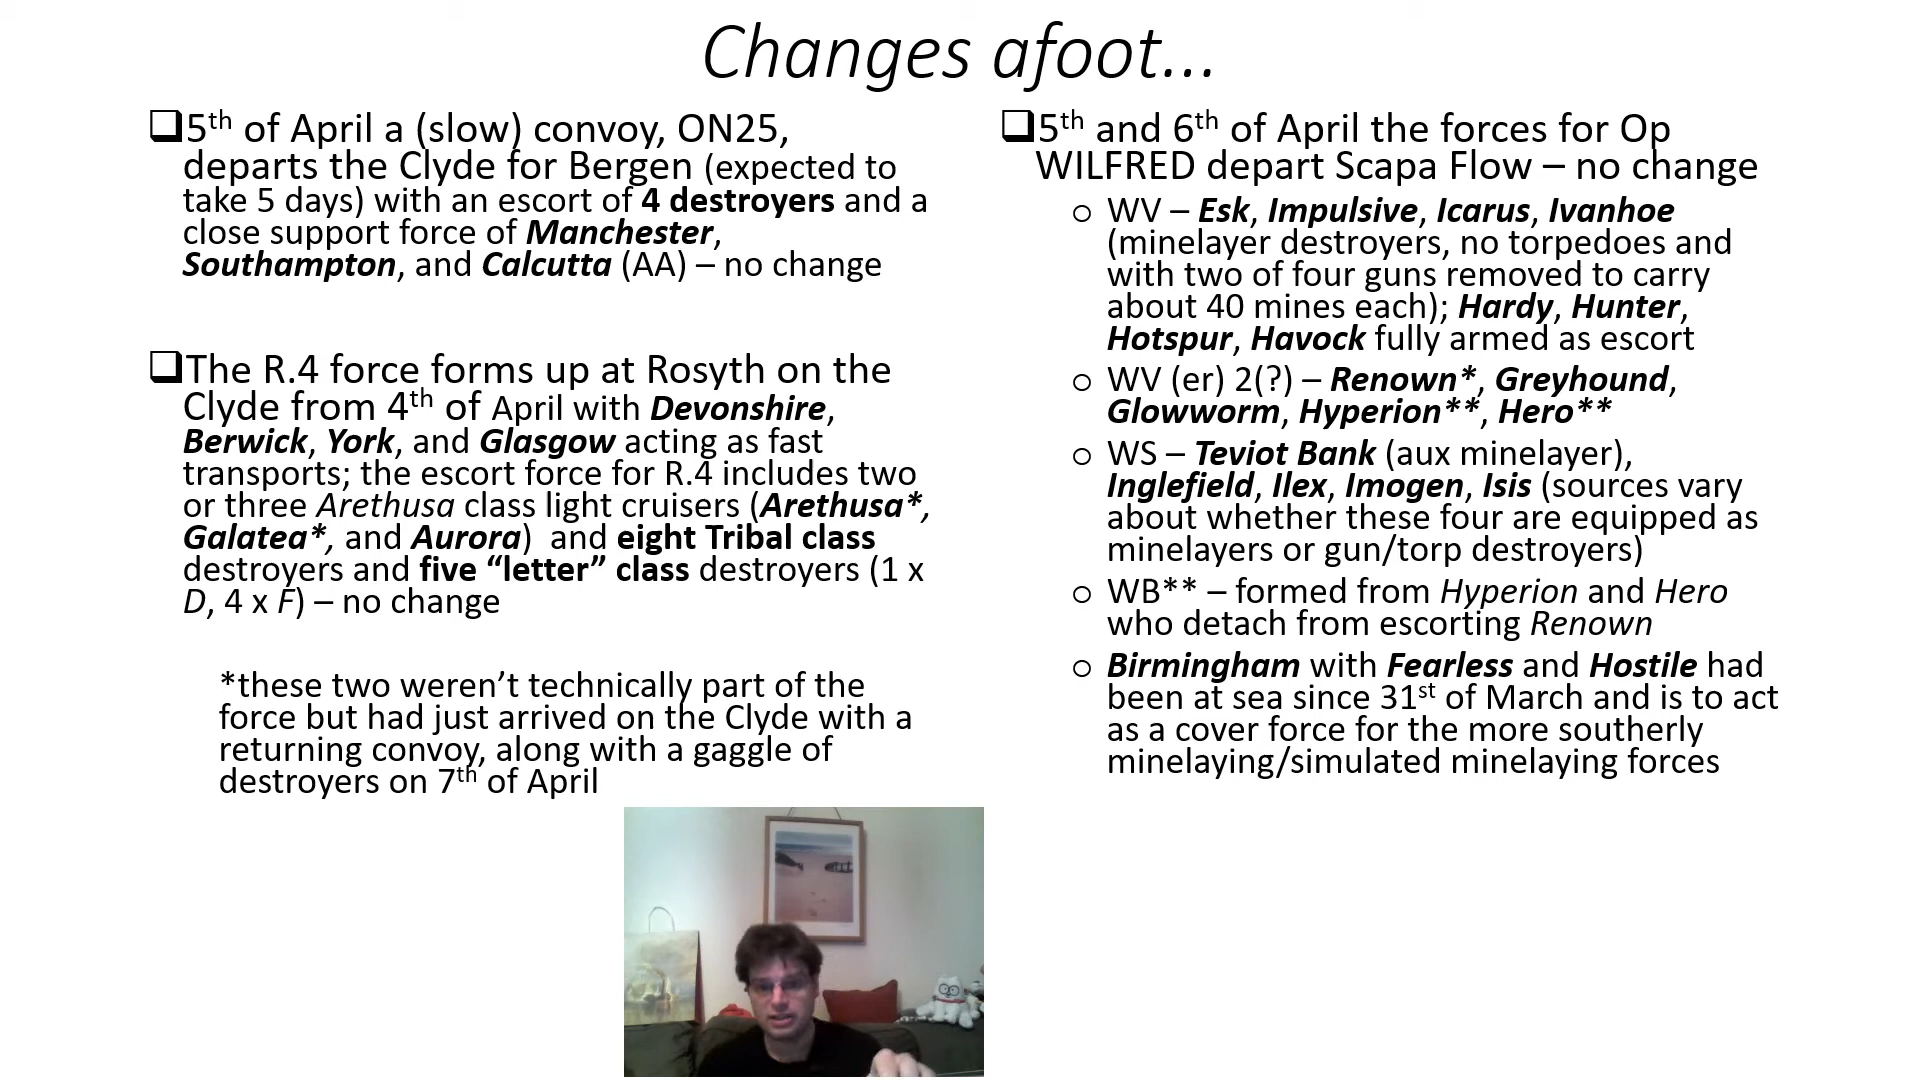 Changes afoot...
❑5th of April a (slow) convoy, ON25,
departs the Clyde for Bergen (expected to
take 5 days) with an escort of 4 destroyers and a
close support force of Manchester,
Southampton, and Calcutta (AA) – no change
❑The R.4 force forms up at Rosyth on the
Clyde from 4th of April with Devonshire,
Berwick, York, and Glasgow acting as fast
transports; the escort force for R.4 includes two
or three Arethusa class light cruisers (Arethusa*,
Galatea*, and Aurora) and eight Tribal class
destroyers and five “letter” class destroyers (1 x
D, 4 x F) – no change
*these two weren’t technically part of the
force but had just arrived on the Clyde with a
returning convoy, along with a gaggle of
destroyers on 7th of April
❑5th and 6th of April the forces for Op
WILFRED depart Scapa Flow – no change
o WV – Esk, Impulsive, Icarus, Ivanhoe
(minelayer destroyers, no torpedoes and
with two of four guns removed to carry
about 40 mines each); Hardy, Hunter,
Hotspur, Havock fully armed as escort
o WV (er) 2(?) – Renown*, Greyhound,
Glowworm, Hyperion**, Hero**
o WS – Teviot Bank (aux minelayer),
Inglefield, Ilex, Imogen, Isis (sources vary
about whether these four are equipped as
minelayers or gun/torp destroyers)
o WB** – formed from Hyperion and Hero
who detach from escorting Renown
o Birmingham with Fearless and Hostile had
been at sea since 31st of March and is to act
as a cover force for the more southerly
minelaying/simulated minelaying forces